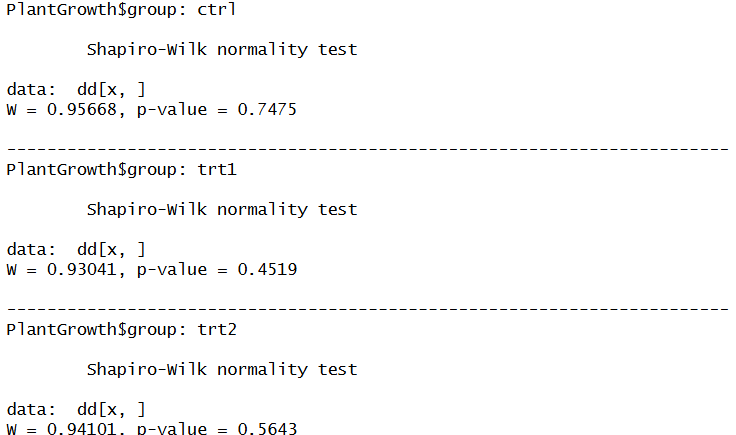 PlantGrowth$group: ctrl
Shapiro-Wilk normality test
data:  dd[x, ]
W = 0.95668, p-value = 0.7475
------------------------------------------------------------------------
PlantGrowth$group: trt1
Shapiro-Wilk normality test
data:  dd[x, ]
W = 0.93041, p-value = 0.4519
------------------------------------------------------------------------
PlantGrowth$group: trt2
Shapiro-Wilk normality test
data:  dd[x, ]
W = 0.94101, p-value = 0.5643